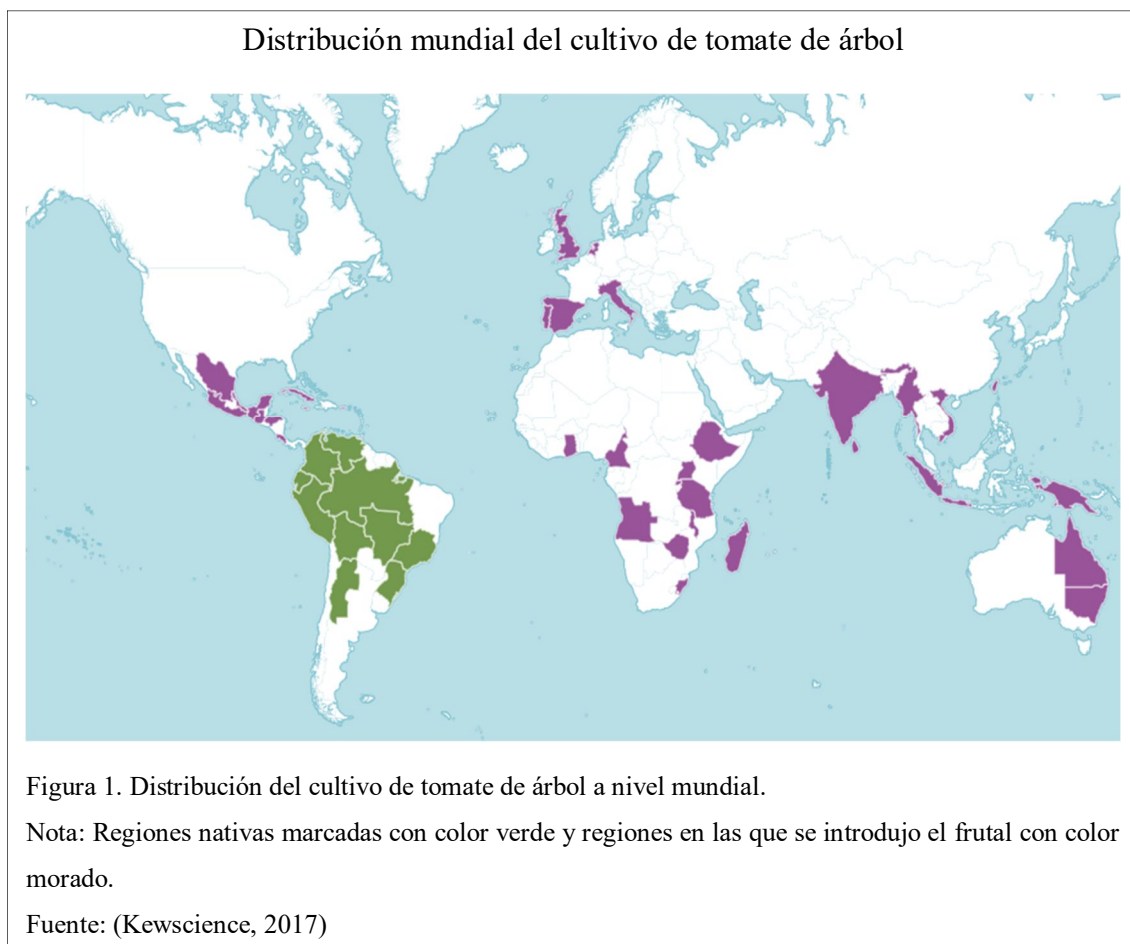 Distribución mundial del cultivo de tomate de árbol
Figura 1. Distribución del cultivo de tomate de árbol a nivel mundial.
Nota: Regiones nativas marcadas con color verde y regiones en las que se introdujo el frutal con color
morado.
Fuente: (Kewscience, 2017)